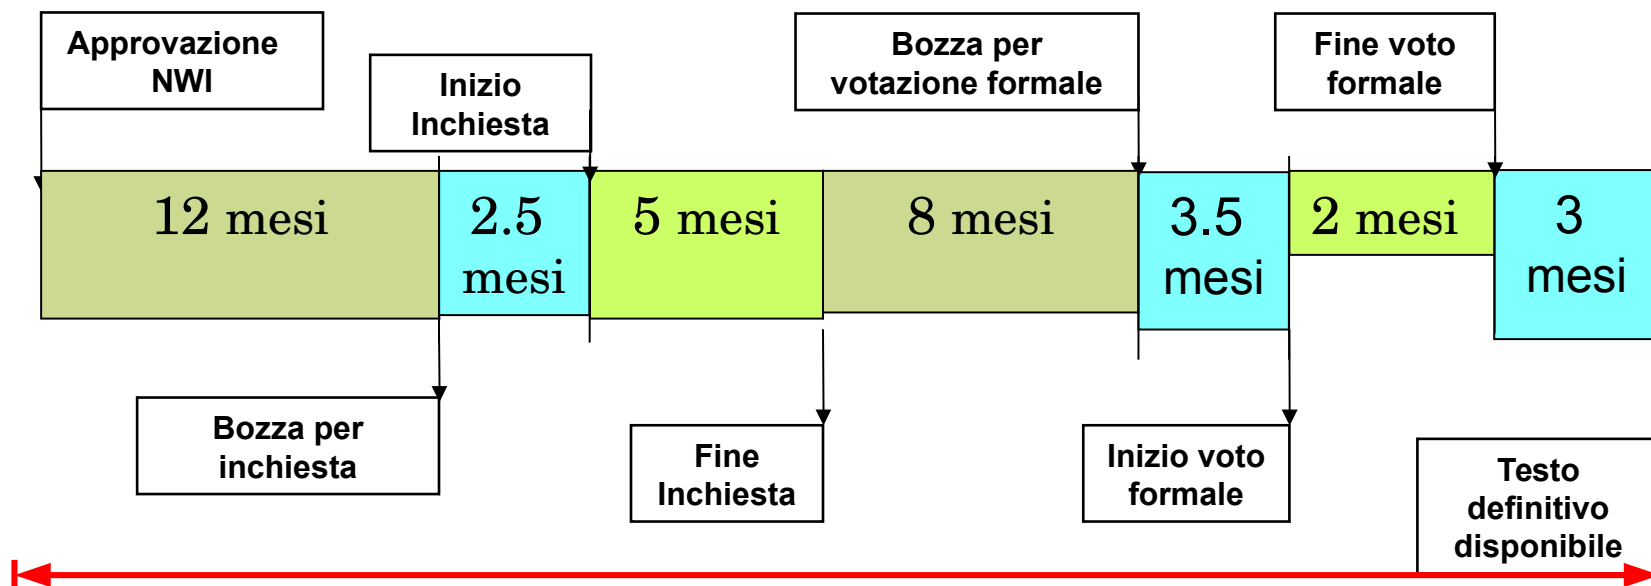 Approvazione
NWI
Inizio
Inchiesta
Bozza per
votazione formale
Fine voto
formale
12 mesi
2.5
mesi
5 mesi
8 mesi
3.5
mesi
2 mesi
3
mesi
Bozza per
inchiesta
Fine
Inchiesta
Inizio voto
formale
Testo
definitivo
disponibile